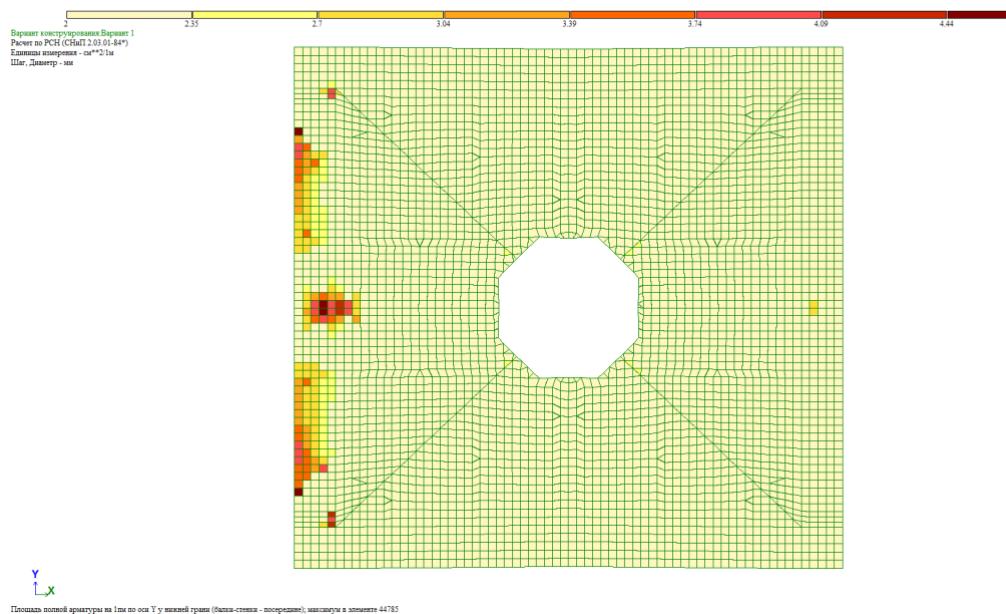 2 2.35 2.7 3.04 3.39 3.74 4.09 4.44
Вариант конструирования:Вариант 1
Расчет по РСН (СНиП 2.03.01-84*)
Единицы измерения - см**2/1м
Шаг, Диаметр - мм
Y
X
Площадь полной арматуры на 1пм по оси Y у нижней грани (балки-стенки - посередине); максимум в элементе 44785